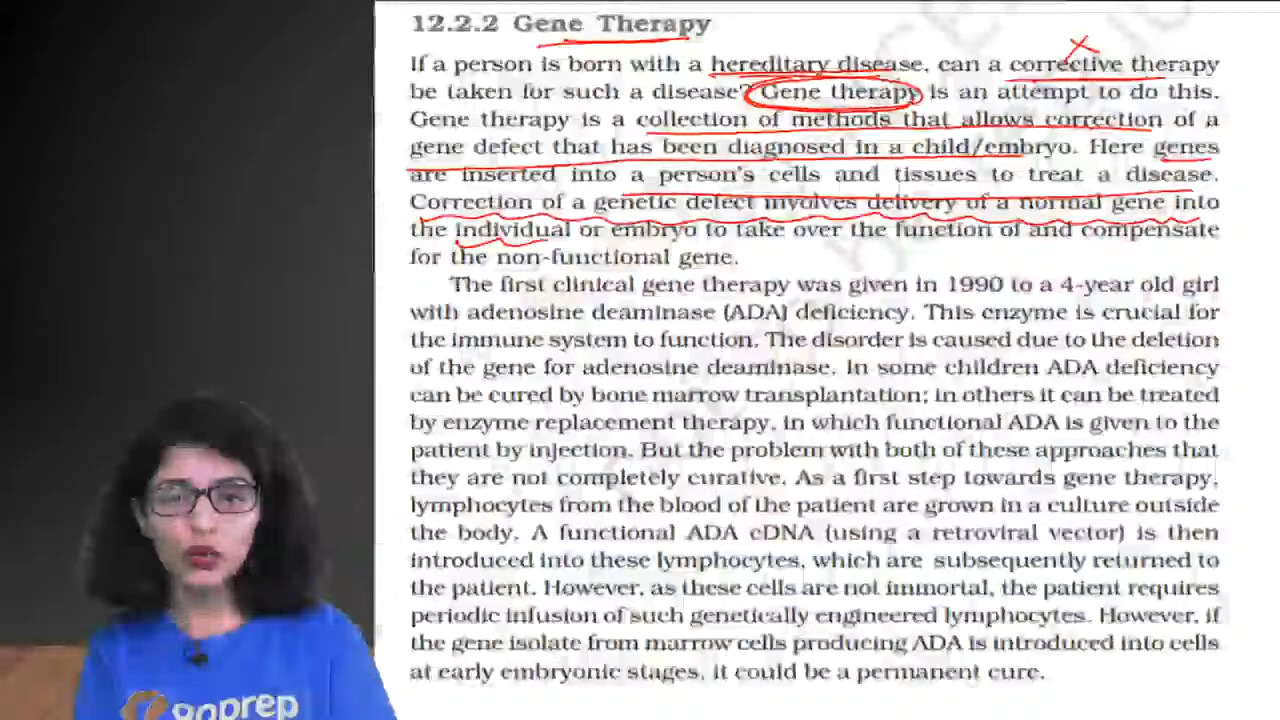 12.2.2 Gene Therapy
If a person is born with a hereditary disease, can a corrective therapy
be taken for such a disease? Gene therapy is an attempt to do this.
Gene therapy is a collection of methods that allows correction of a
gene defect that has been diagnosed in a child/embryo. Here genes
are inserted into a person's cells and tissues to treat a disease.
Correction of a genetic defect involves delivery of a normal gene into
the individual or embryo to take over the function of and compensate
for the non-functional gene.
The first clinical gene therapy was given in 1990 to a 4-year old girl
with adenosine deaminase (ADA) deficiency. This enzyme is crucial for
the immune system to function. The disorder is caused due to the deletion
of the gene for adenosine deaminase. In some children ADA deficiency
can be cured by bone marrow transplantation; in others it can be treated
by enzyme replacement therapy, in which functional ADA is given to the
patient by injection. But the problem with both of these approaches that
they are not completely curative. As a first step towards gene therapy,
lymphocytes from the blood of the patient are grown in a culture outside
the body. A functional ADA cDNA (using a retroviral vector) is then
introduced into these lymphocytes, which are subsequently returned to
the patient. However, as these cells are not immortal, the patient requires
periodic infusion of such genetically engineered lymphocytes. However, if
the gene isolate from marrow cells producing ADA is introduced into cells
at early embryonic stages, it could be a permanent cure.